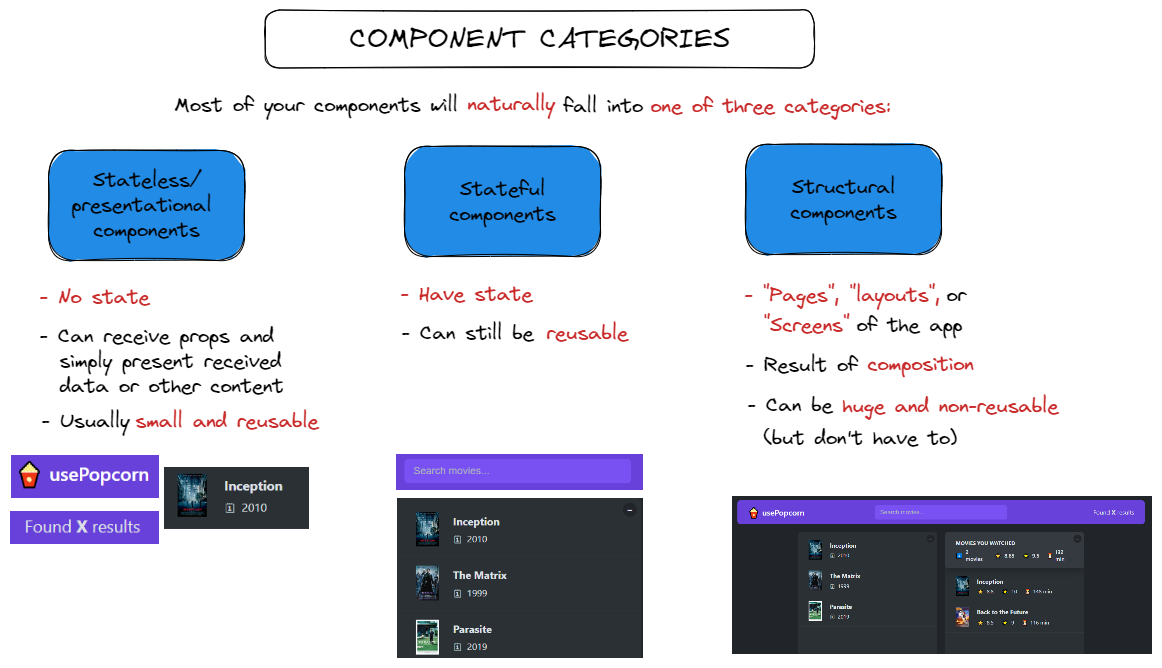 COMPONENT CATEGORIES
Most of your components will naturally fall into one of three categories:
Stateless/
presentational
components
- No state
- Can receive props and
simply present received
data or other content
- Usually small and reusable
usePopcorn
Found X results
Inception
2010
Stateful
components
- Have state
- Can still be reusable
Search movies...
Inception
2010
The Matrix
1999
Parasite
2019
Structural
components
- "Pages", "layouts", or
"Screens" of the app
- Result of composition
- Can be huge and non-reusable
(but don't have to)
usePopcorn
Search movies...
Found X results
Inception
2010
The Matrix
1999
Parasite
2019
MOVIES YOU WATCHED
2 movies
8.65
9.5
132 min
Inception
8.8
10
148 min
Back to the Future
8.5
9
116 min